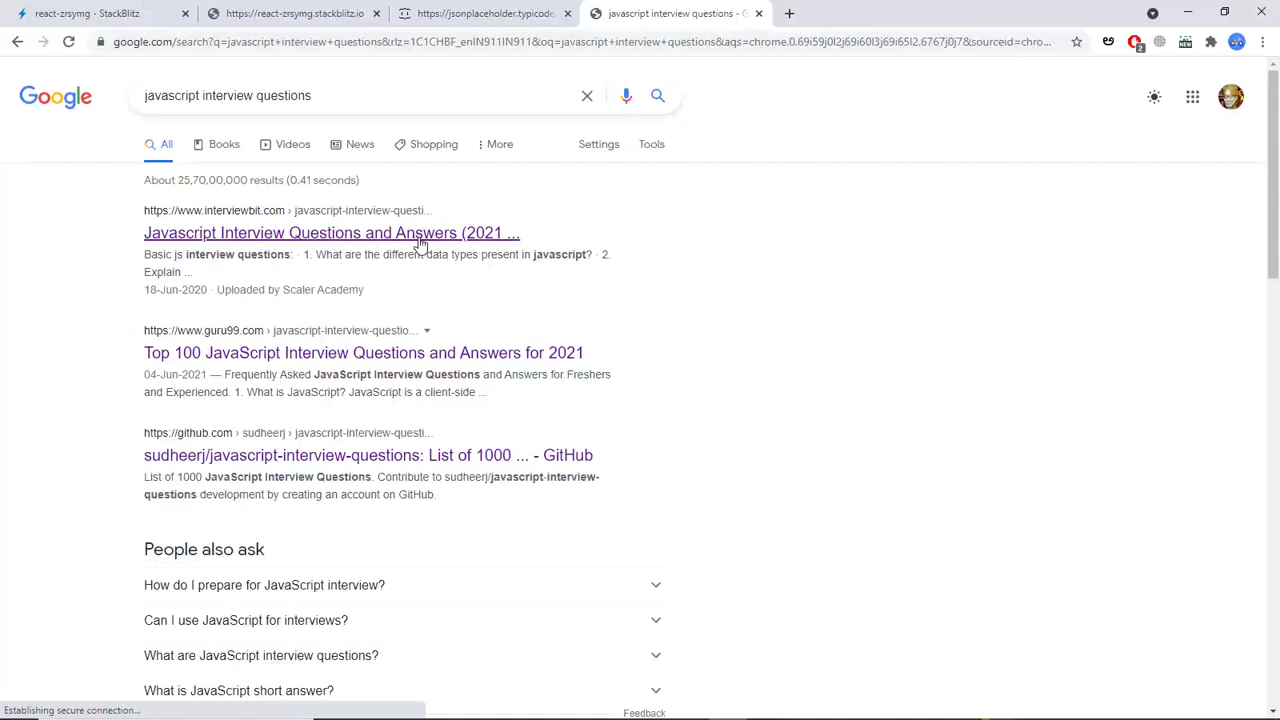 react-zrsymg - StackBlitz
https://react-zrsymg.stackblitz.io
https://jsonplaceholder.typicode.
javascript interview questions - G
google.com/search?q=javascript+interview+questions&rlz=1C1CHBF_enIN911IN911&oq=javascript+interview+questions&aqs=chrome.0.69i59j0l2j69i60l3j69i65l2.6767j0j7&sourceid=chro...
2
NEW
Google
javascript interview questions
All
Books
Videos
News
Shopping
More
Settings
Tools
About 25,70,00,000 results (0.41 seconds)
https://www.interviewbit.com › javascript-interview-questi...
Javascript Interview Questions and Answers (2021 ...
Basic js interview questions: · 1. What are the different data types present in javascript? · 2.
Explain ...
18-Jun-2020 · Uploaded by Scaler Academy
https://www.guru99.com › javascript-interview-questio...
Top 100 JavaScript Interview Questions and Answers for 2021
04-Jun-2021 — Frequently Asked JavaScript Interview Questions and Answers for Freshers
and Experienced. 1. What is JavaScript? JavaScript is a client-side ...
https://github.com › sudheerj › javascript-interview-questi...
sudheerj/javascript-interview-questions: List of 1000 ... - GitHub
List of 1000 JavaScript Interview Questions. Contribute to sudheerj/javascript-interview-
questions development by creating an account on GitHub.
People also ask
How do I prepare for JavaScript interview?
Can I use JavaScript for interviews?
What are JavaScript interview questions?
What is JavaScript short answer?
Feedback
Establishing secure connection...